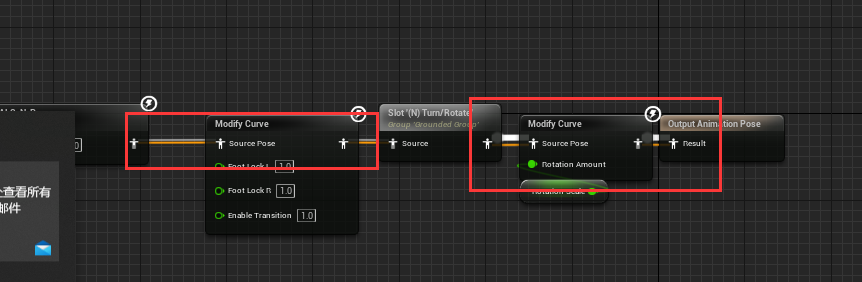 Modify Curve
Source Pose
Foot Lock L 1.0
Foot Lock R 1.0
Enable Transition 1.0
Slot '(N) Turn/Rotate'
Group 'Grounded Group'
Source
Modify Curve
Source Pose
Rotation Amount
Rotation Scale
Output Animation Pose
Result
查看所有
邮件